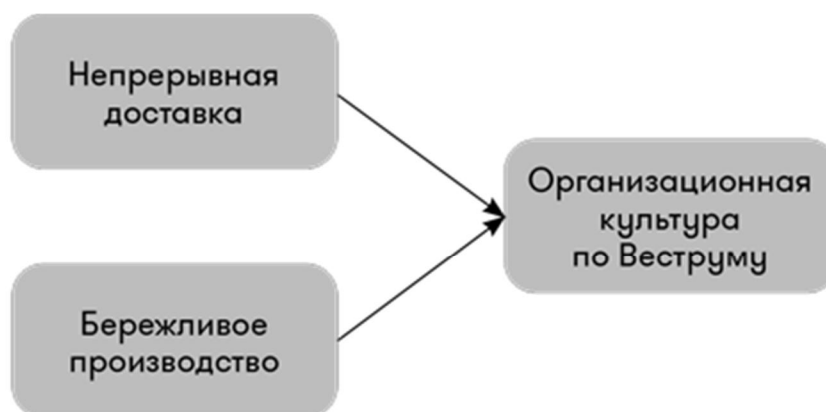 Непрерывная
доставка
Организационная
культура
по Веструму
Бережливое
производство